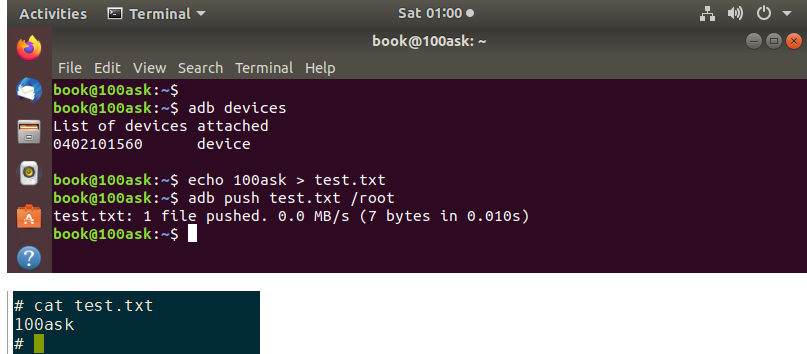 Activities Terminal Sat 01:00
book@100ask: ~
File Edit View Search Terminal Help
book@100ask:~$
book@100ask:~$ adb devices
List of devices attached
0402101560 device
book@100ask:~$ echo 100ask > test.txt
book@100ask:~$ adb push test.txt /root
test.txt: 1 file pushed. 0.0 MB/s (7 bytes in 0.010s)
book@100ask:~$
# cat test.txt
100ask
#